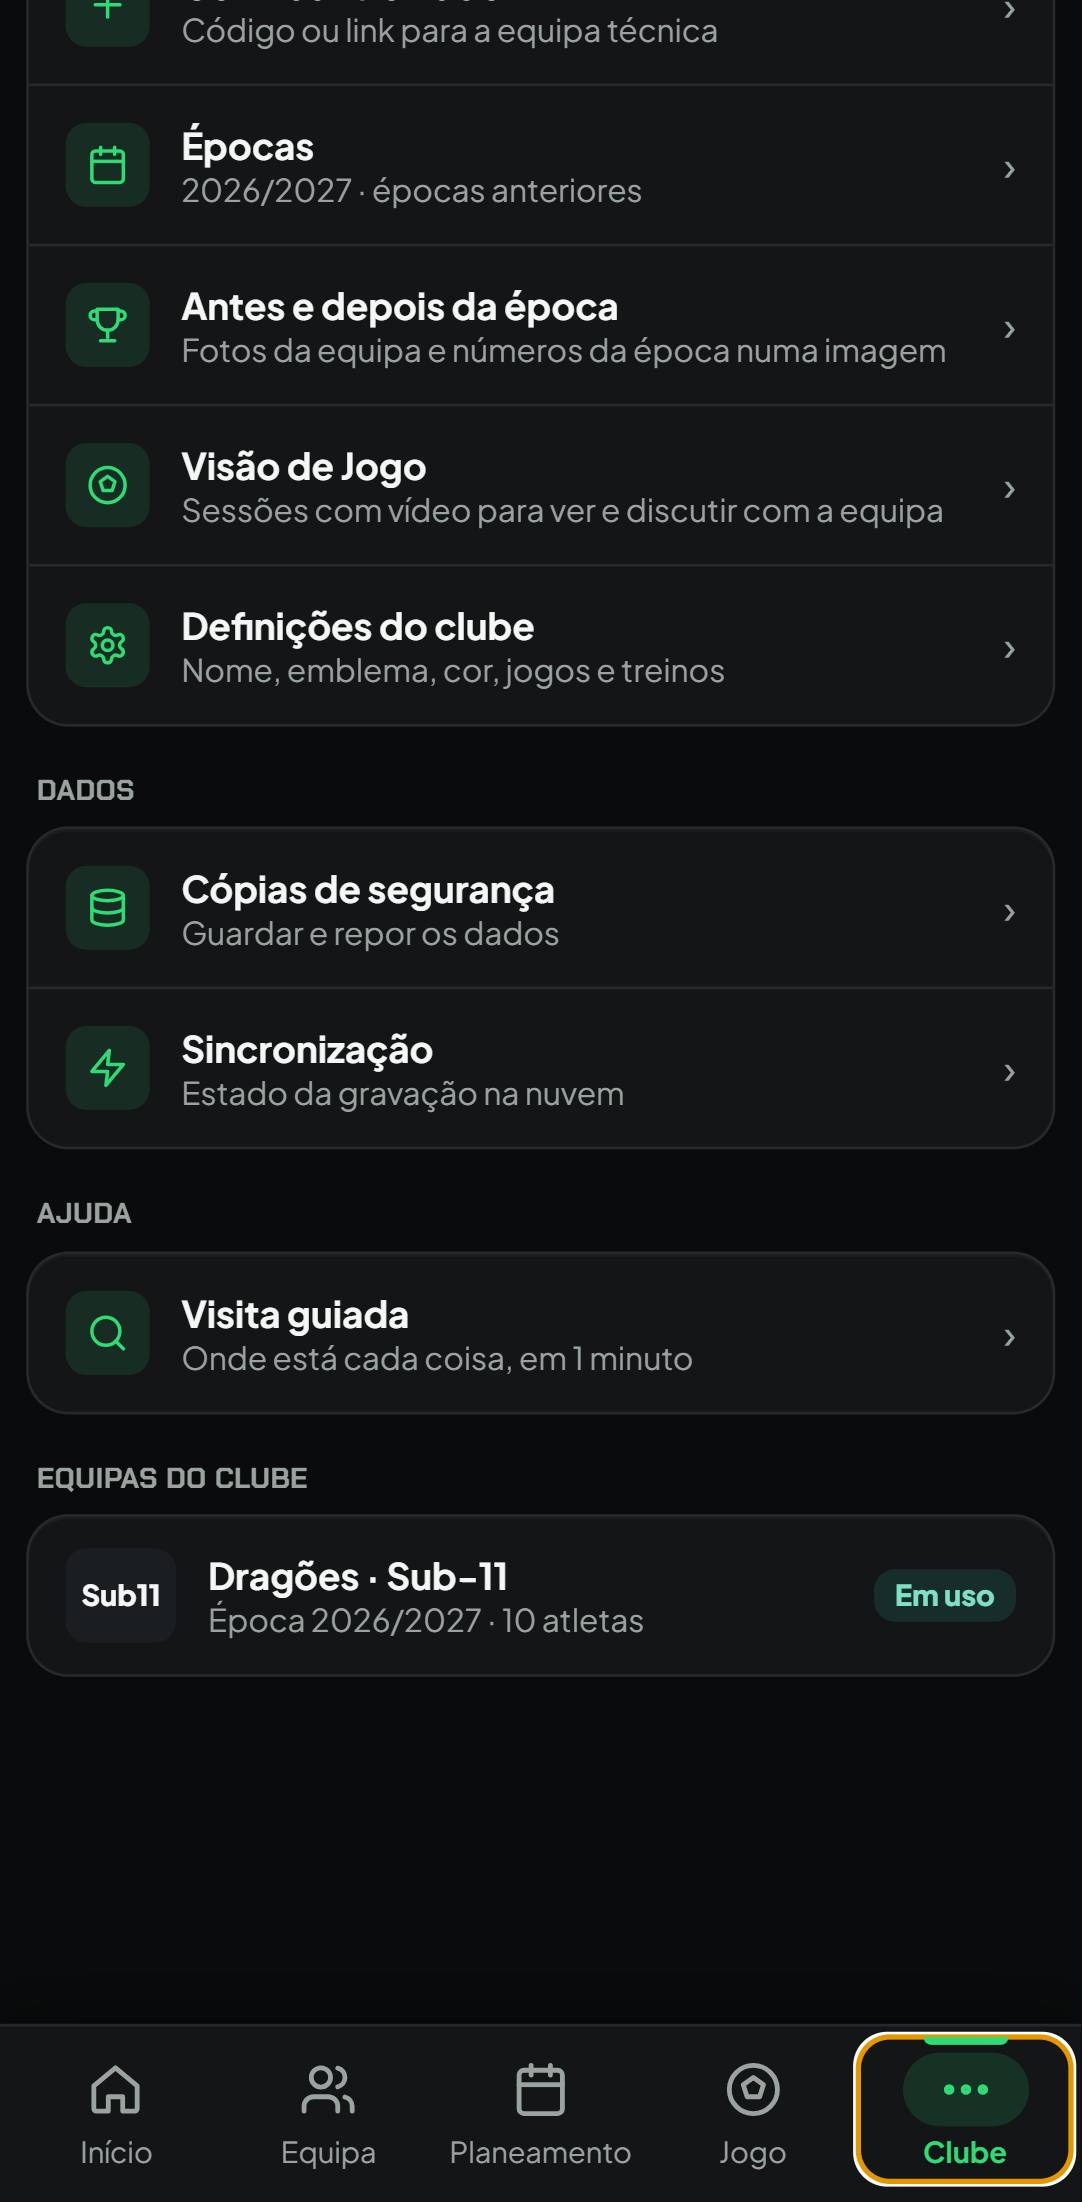 Código ou link para a equipa técnica
Épocas
2026/2027 · épocas anteriores
Antes e depois da época
Fotos da equipa e números da época numa imagem
Visão de Jogo
Sessões com vídeo para ver e discutir com a equipa
Definições do clube
Nome, emblema, cor, jogos e treinos
DADOS
Cópias de segurança
Guardar e repor os dados
Sincronização
Estado da gravação na nuvem
AJUDA
Visita guiada
Onde está cada coisa, em 1 minuto
EQUIPAS DO CLUBE
Sub11
Dragões · Sub-11
Em uso
Época 2026/2027 · 10 atletas
Início
Equipa
Planeamento
Jogo
Clube